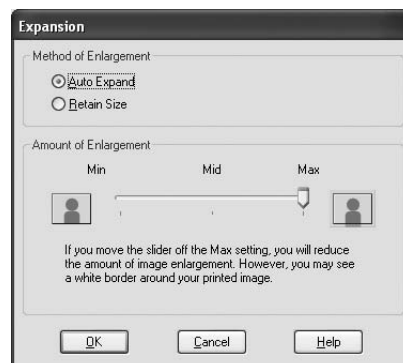 Expansion
Method of Enlargement
Auto Expand
Retain Size
Amount of Enlargement
Min Mid Max
If you move the slider off the Max setting, you will reduce
the amount of image enlargement. However, you may see
a white border around your printed image.
OK Cancel Help